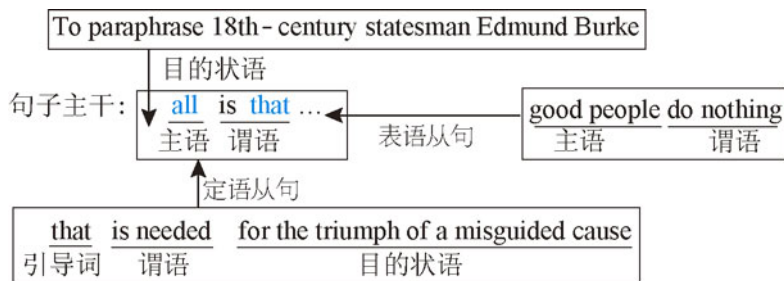 To paraphrase 18th-century statesman Edmund Burke
目的状语
句子主干: all is that …
主语 谓语
good people do nothing
主语 谓语
表语从句
定语从句
that is needed for the triumph of a misguided cause
引导词 谓语 目的状语